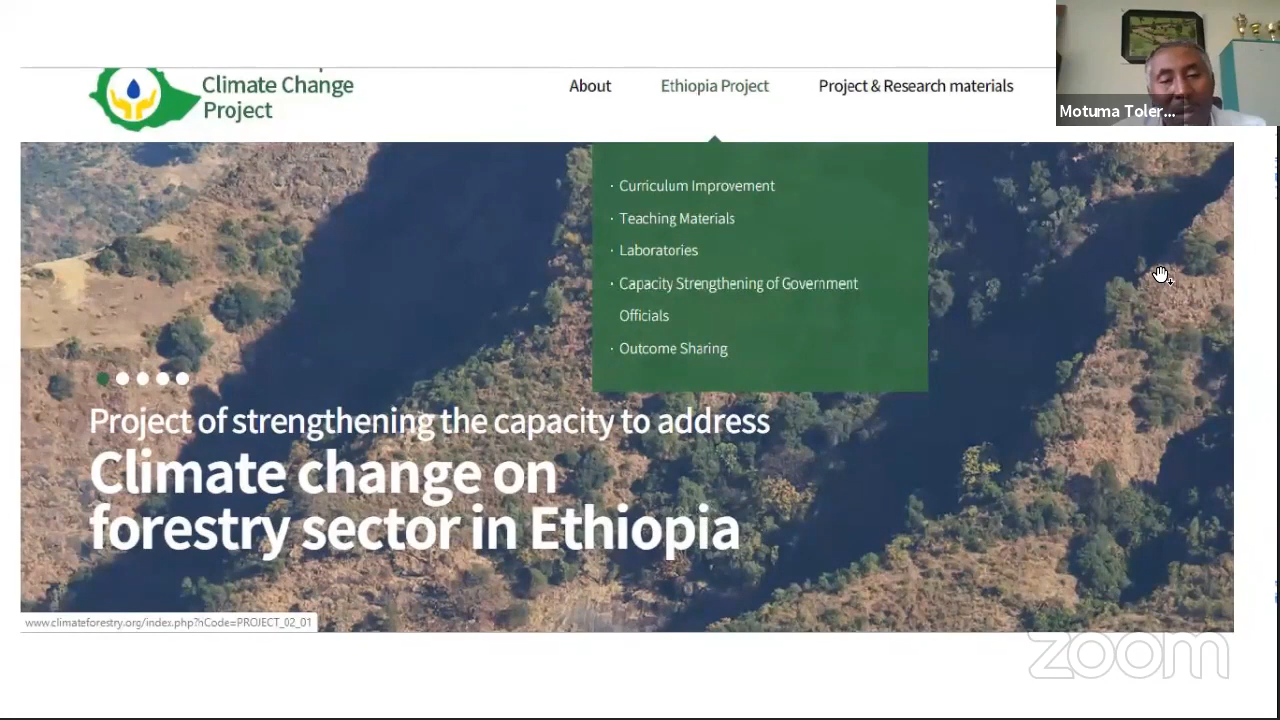 Climate Change
Project
About
Ethiopia Project
Project & Research materials
Motuma Toler...
· Curriculum Improvement
· Teaching Materials
· Laboratories
· Capacity Strengthening of Government
Officials
· Outcome Sharing
Project of strengthening the capacity to address
Climate change on
forestry sector in Ethiopia
www.climateforestry.org/index.php?hCode=PROJECT_02_01
zoom